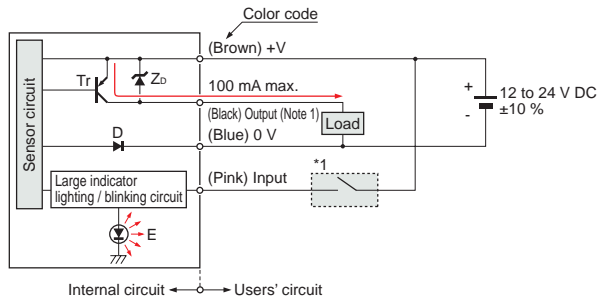 Color code
(Brown) +V
Tr
ZD
100 mA max.
(Black) Output (Note 1)
Load
+
-
12 to 24 V DC
±10 %
Sensor circuit
D
(Blue) 0 V
*1
(Pink) Input
Large indicator
lighting / blinking circuit
E
Internal circuit
Users' circuit